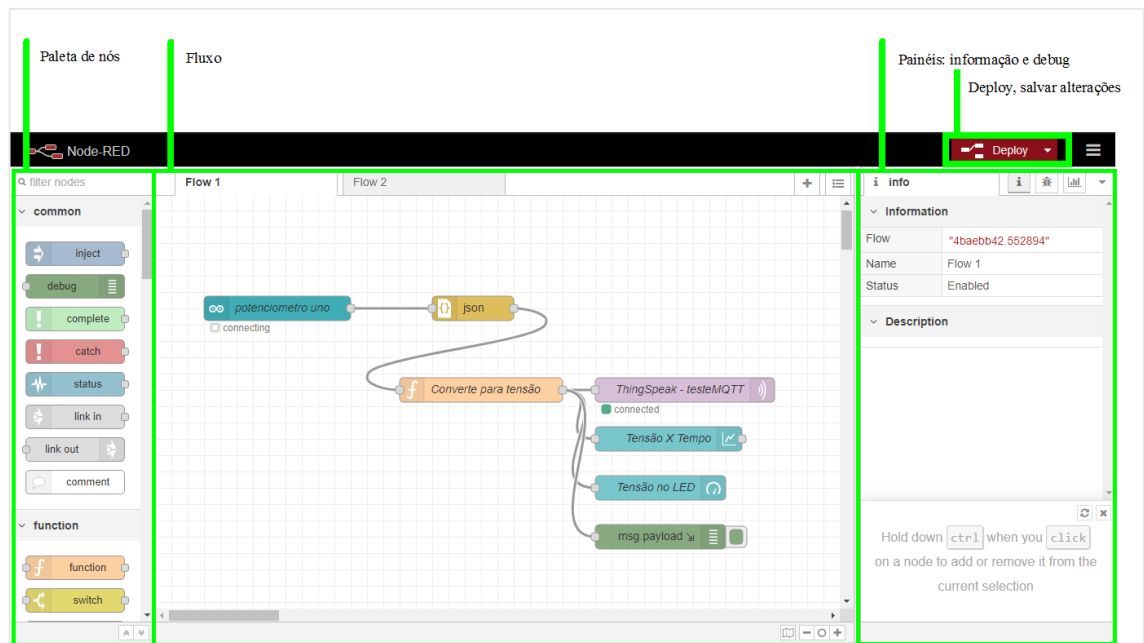 Paleta de nós
Fluxo
Painéis: informação e debug
Deploy, salvar alterações
Node-RED
Deploy
filter nodes
common
inject
debug
complete
catch
status
link in
link out
comment
function
function
switch
Flow 1
Flow 2
potenciometro uno
connecting
json
Converte para tensão
ThingSpeak - testeMQTT
connected
Tensão X Tempo
Tensão no LED
msg.payload
i info
Information
Flow "4baebb42.552894"
Name Flow 1
Status Enabled
Description
Hold down ctrl when you click
on a node to add or remove it from the
current selection